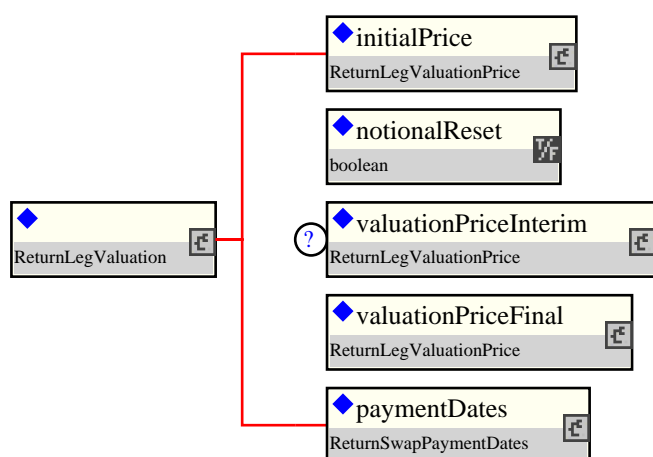 initialPrice
ReturnLegValuationPrice
notionalReset
T/F
boolean
ReturnLegValuation
?
valuationPriceInterim
ReturnLegValuationPrice
valuationPriceFinal
ReturnLegValuationPrice
paymentDates
ReturnSwapPaymentDates